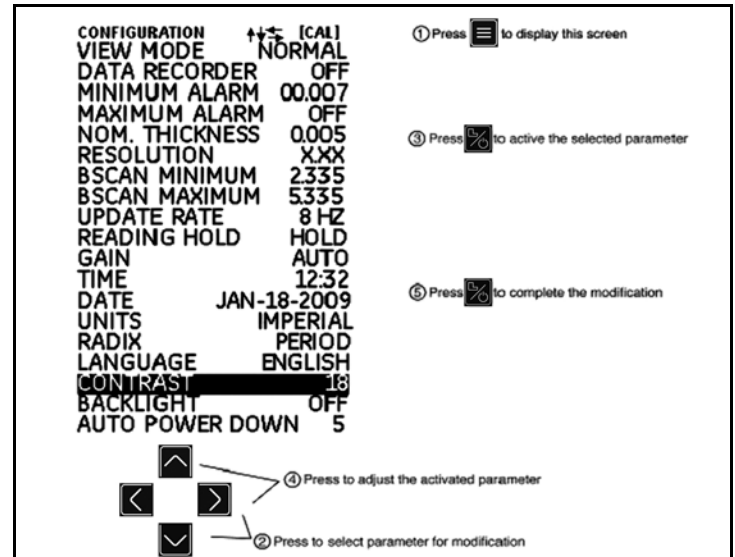 CONFIGURATION [CAL]
VIEW MODE NORMAL
DATA RECORDER OFF
MINIMUM ALARM 00.007
MAXIMUM ALARM OFF
NOM. THICKNESS 0.005
RESOLUTION X.XX
BSCAN MINIMUM 2.335
BSCAN MAXIMUM 5.335
UPDATE RATE 8 HZ
READING HOLD HOLD
GAIN AUTO
TIME 12:32
DATE JAN-18-2009
UNITS IMPERIAL
RADIX PERIOD
LANGUAGE ENGLISH
CONTRAST 18
BACKLIGHT OFF
AUTO POWER DOWN 5
① Press to display this screen
③ Press to active the selected parameter
⑤ Press to complete the modification
④ Press to adjust the activated parameter
② Press to select parameter for modification